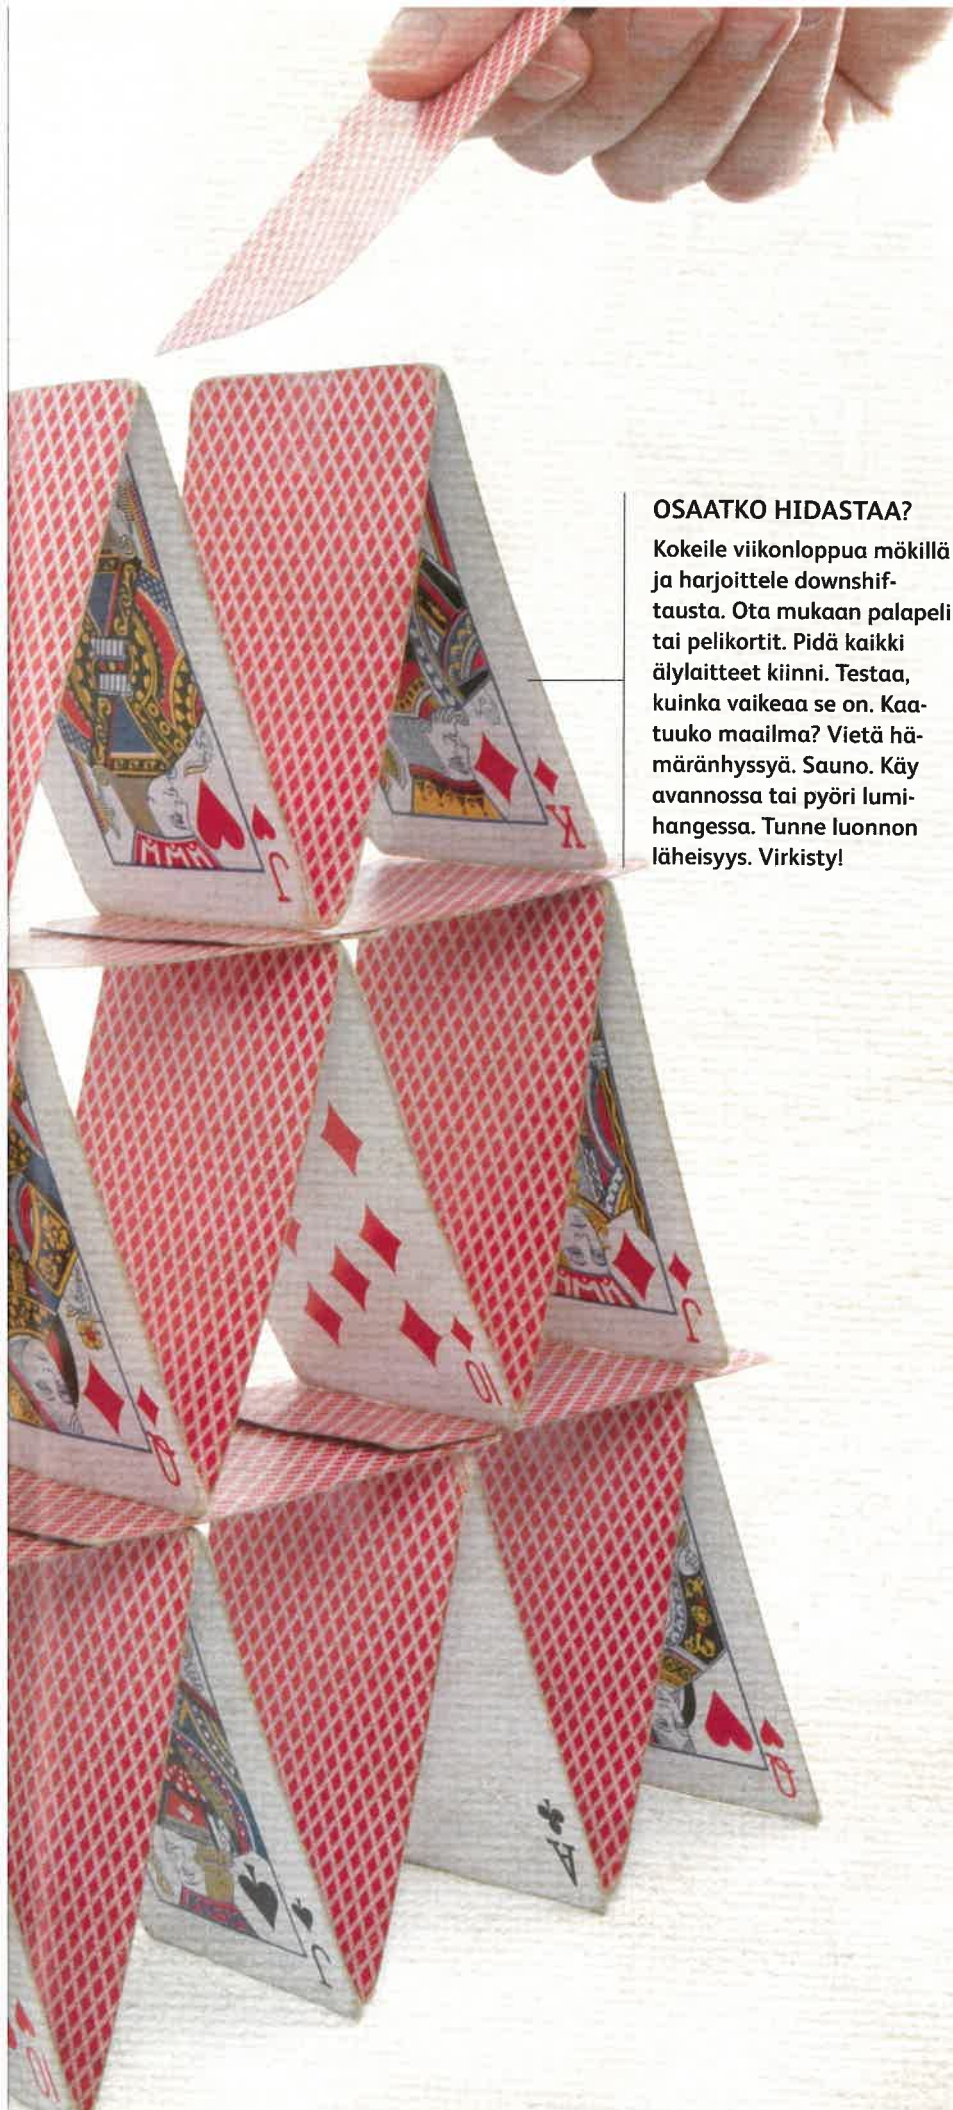 OSAATKO HIDASTAA?
Kokeile viikonloppua mökillä
ja harjoittele downshif-
tausta. Ota mukaan palapeli
tai pelikortit. Pidä kaikki
älylaitteet kiinni. Testaa,
kuinka vaikeaa se on. Kaa-
tuuko maailma? Vietä hä-
märänhyssyä. Sauno. Käy
avannossa tai pyöri lumi-
hangessa. Tunne luonnon
läheisyys. Virkisty!
J
K
10
J
Q
A
Q
J
10